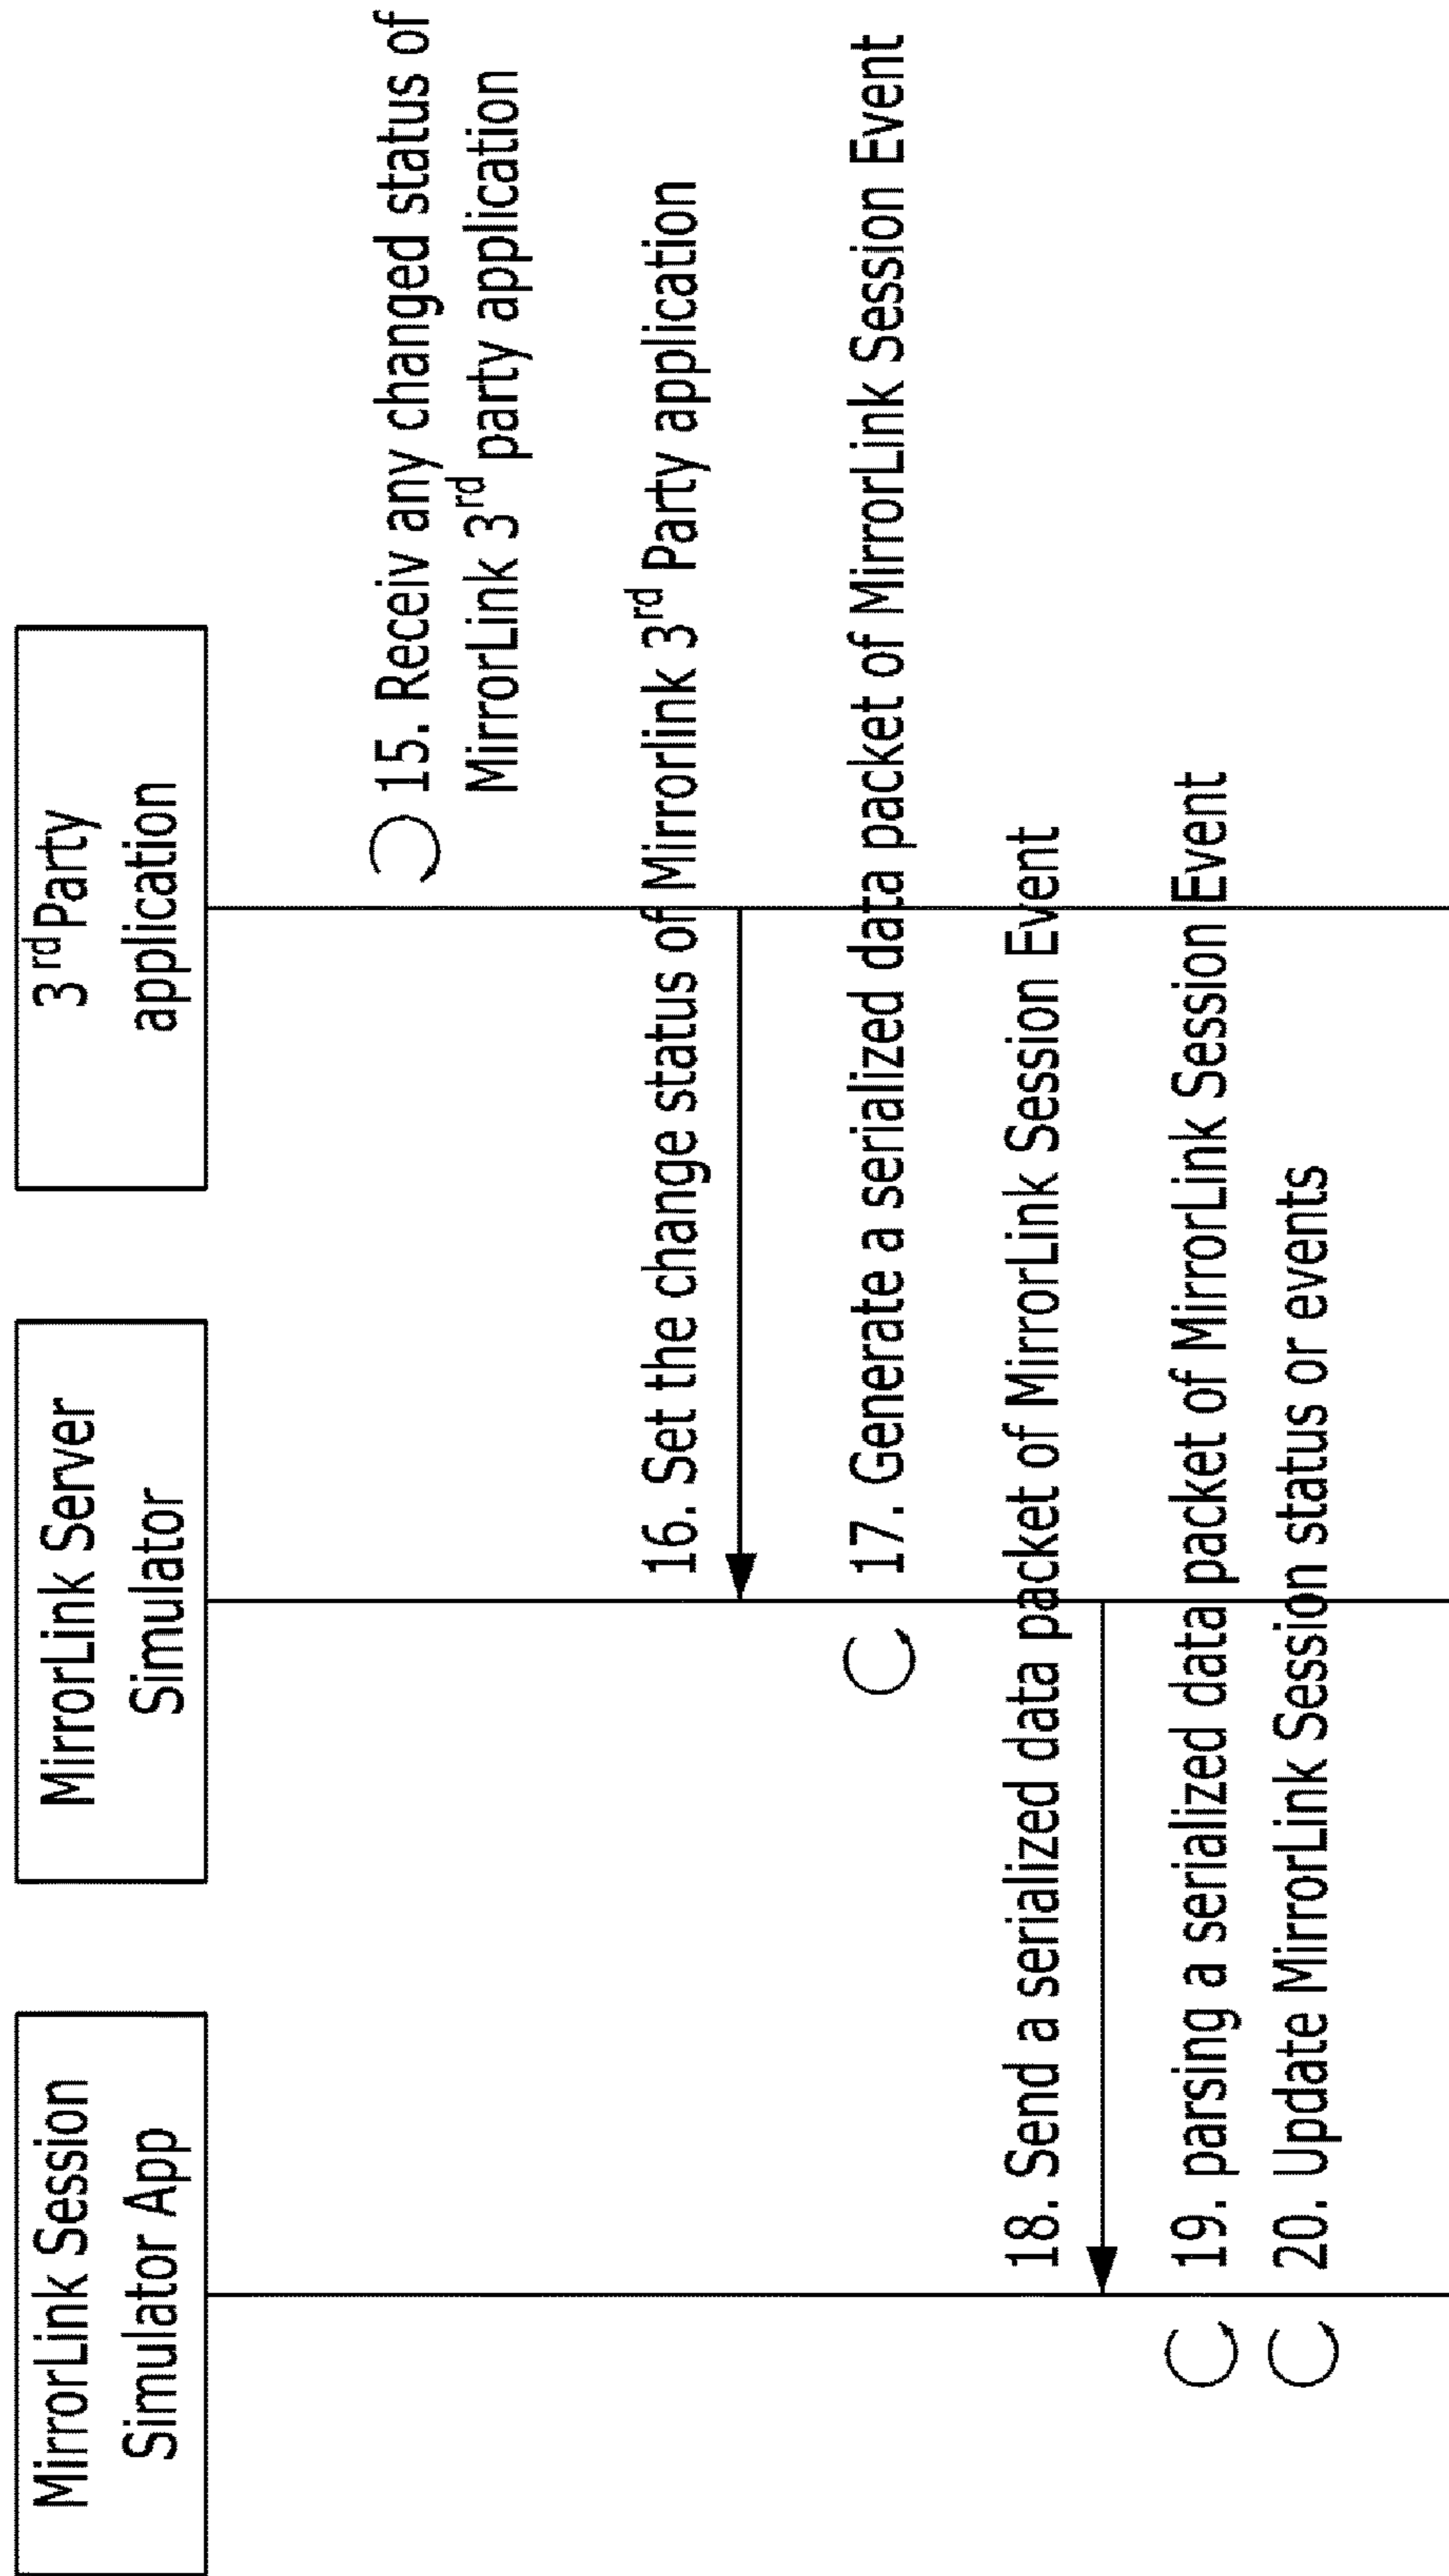 MirrorLink Session
Simulator App
MirrorLink Server
Simulator
3rd Party
application
15. Receiv any changed status of
MirrorLink 3rd party application
16. Set the change status of Mirrorlink 3rd Party application
17. Generate a serialized data packet of MirrorLink Session Event
18. Send a serialized data packet of MirrorLink Session Event
19. parsing a serialized data packet of MirrorLink Session Event
20. Update MirrorLink Session status or events